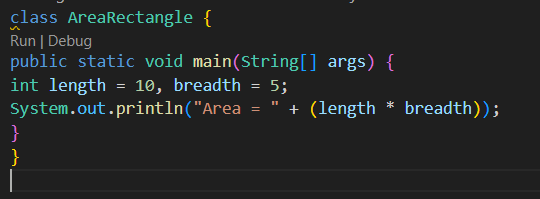 class AreaRectangle {
Run | Debug
public static void main(String[] args) {
int length = 10, breadth = 5;
System.out.println("Area = " + (length * breadth));
}
}